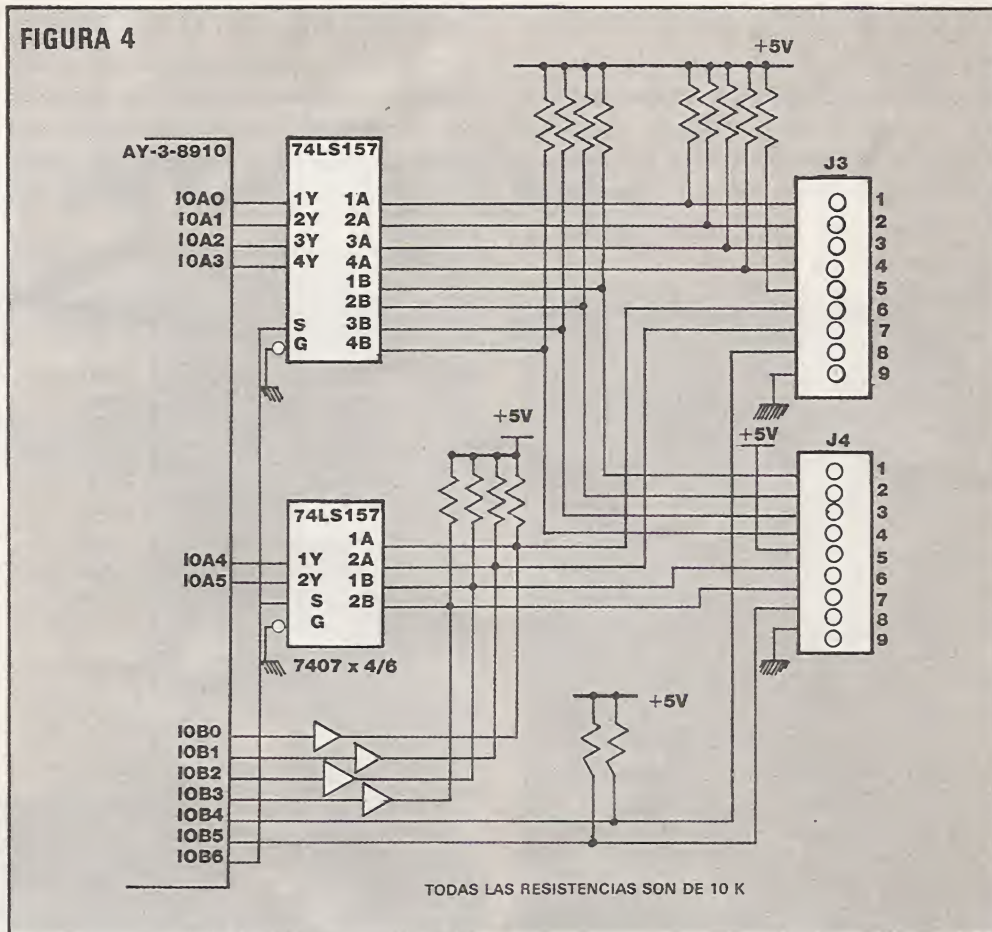 FIGURA 4
+5V
AY-3-8910
74LS157
J3
IOA0
1Y
1A
1
IOA1
2Y
2A
2
IOA2
3Y
3A
3
IOA3
4Y
4A
4
1B
5
2B
6
S
3B
7
G
4B
8
9
+5V
+5V
J4
1
2
74LS157
3
1A
4
IOA4
1Y
2A
5
IOA5
2Y
1B
6
S
2B
7
G
8
7407 x 4/6
9
+5V
IOB0
IOB1
IOB2
IOB3
IOB4
IOB5
IOB6
TODAS LAS RESISTENCIAS SON DE 10 K